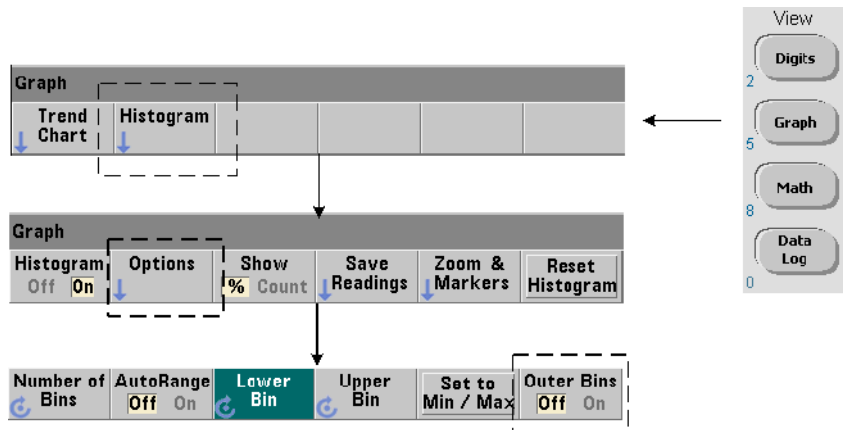 View
Digits
2
Graph
5
Math
8
Data
Log
0
Graph
Trend
Chart
Histogram
Graph
Histogram
Off On
Options
Show
% Count
Save
Readings
Zoom &
Markers
Reset
Histogram
Number of
Bins
AutoRange
Off On
Lower
Bin
Upper
Bin
Set to
Min / Max
Outer Bins
Off On